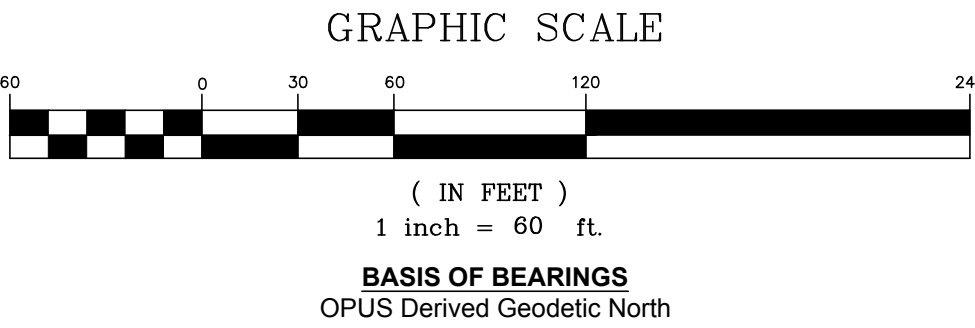 GRAPHIC SCALE
60 0 30 60 120 24
( IN FEET )
1 inch = 60 ft.
BASIS OF BEARINGS
OPUS Derived Geodetic North